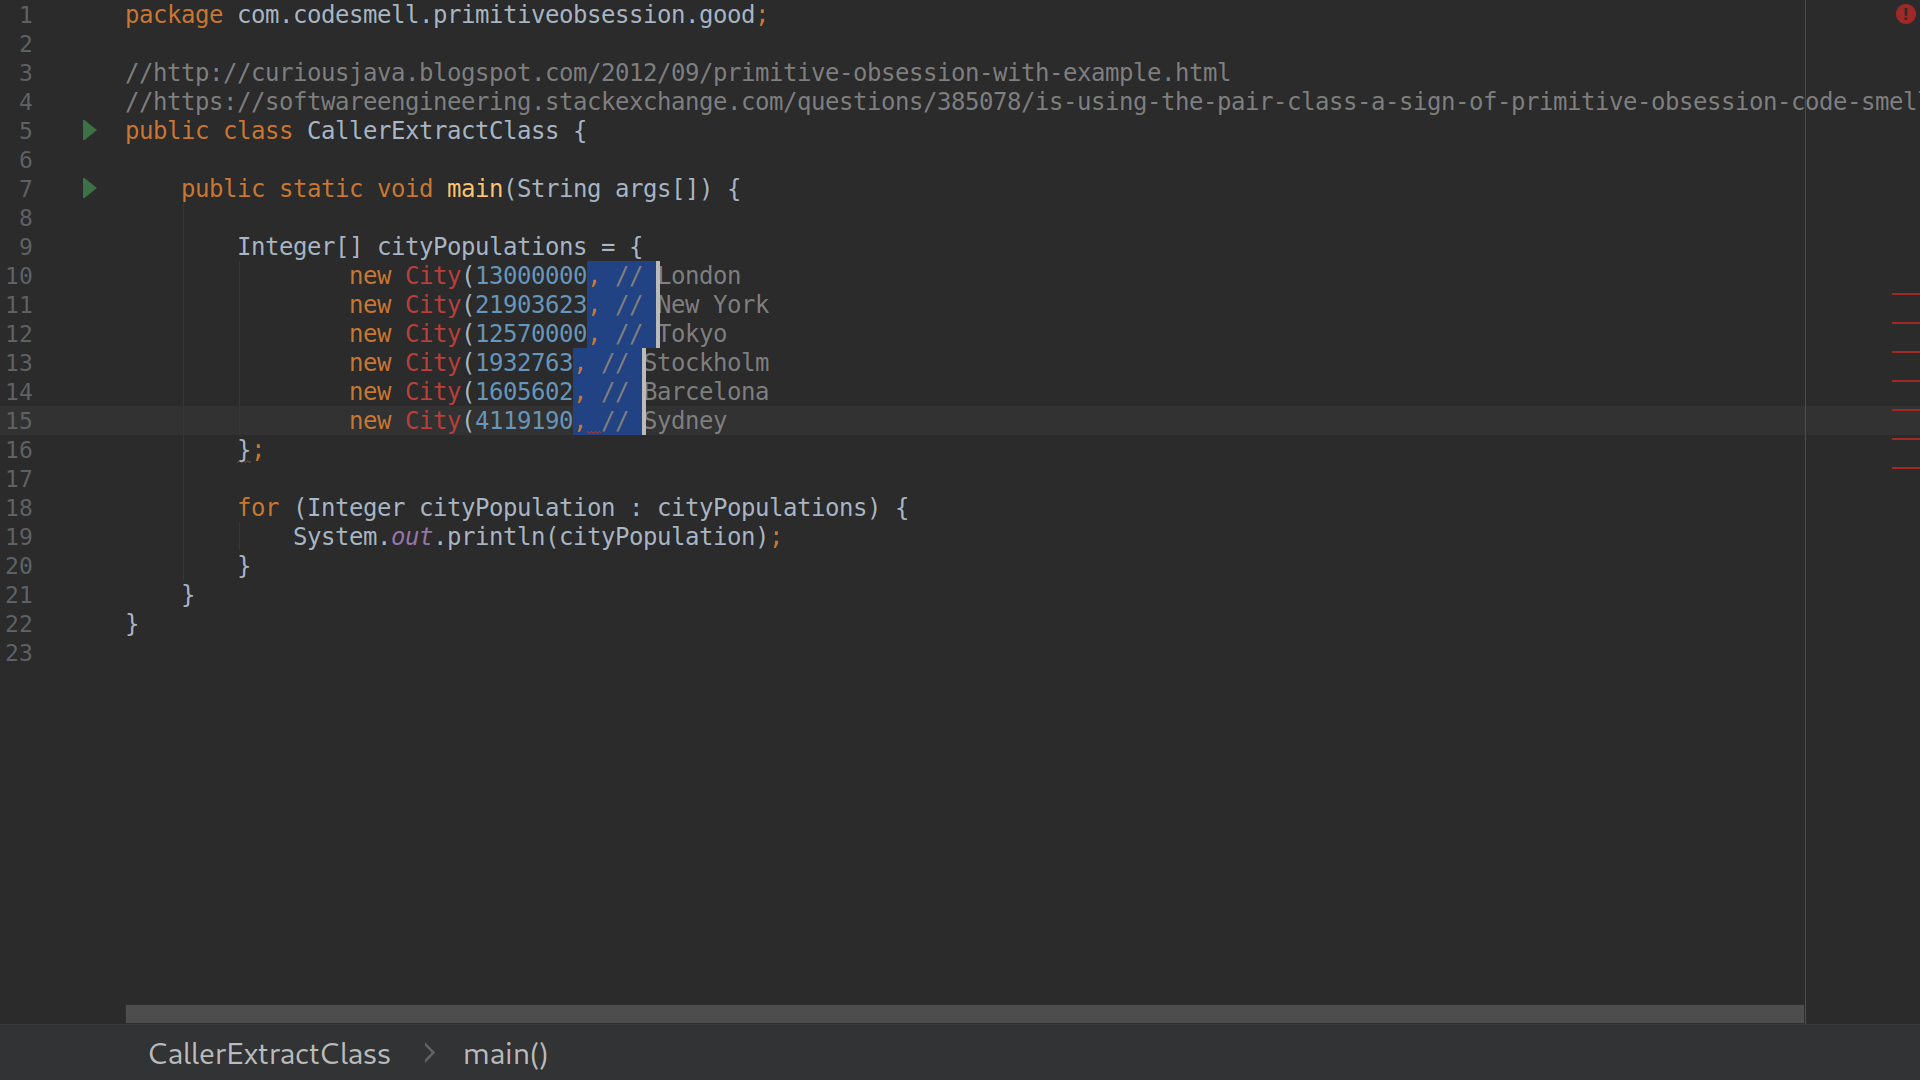 1 package com.codesmell.primitiveobsession.good;
2
3 //http://curiousjava.blogspot.com/2012/09/primitive-obsession-with-example.html
4 //https://softwareengineering.stackexchange.com/questions/385078/is-using-the-pair-class-a-sign-of-primitive-obsession-code-smel
5 public class CallerExtractClass {
6
7 public static void main(String args[]) {
8
9 Integer[] cityPopulations = {
10 new City(13000000, // London
11 new City(21903623, // New York
12 new City(12570000, // Tokyo
13 new City(1932763, // Stockholm
14 new City(1605602, // Barcelona
15 new City(4119190, // Sydney
16 };
17
18 for (Integer cityPopulation : cityPopulations) {
19 System.out.println(cityPopulation);
20 }
21 }
22 }
23
CallerExtractClass > main()